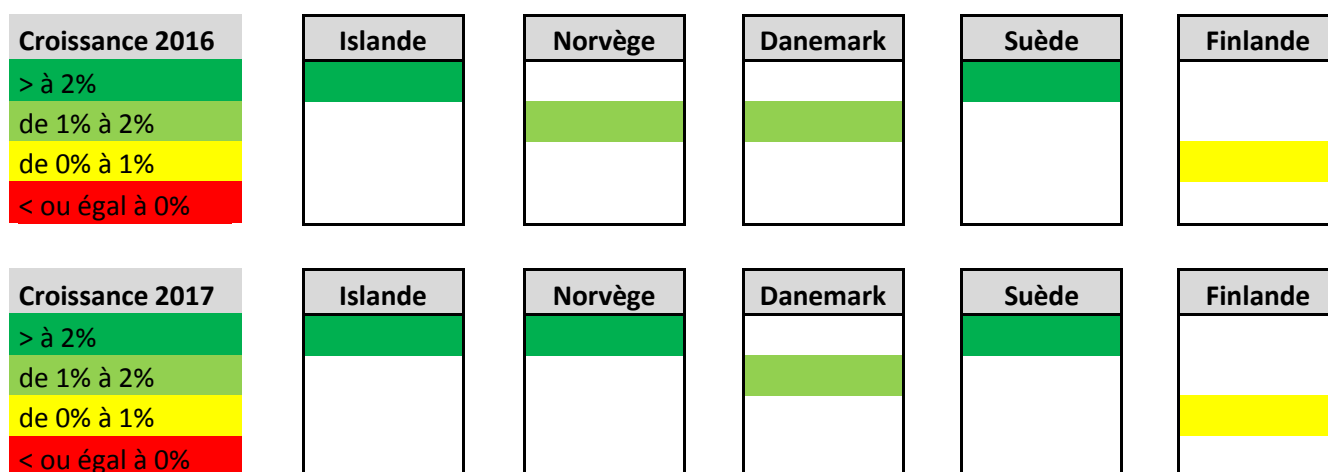 Croissance 2016 Islande Norvège Danemark Suède Finlande
> à 2%
de 1% à 2%
de 0% à 1%
< ou égal à 0%
Croissance 2017 Islande Norvège Danemark Suède Finlande
> à 2%
de 1% à 2%
de 0% à 1%
< ou égal à 0%